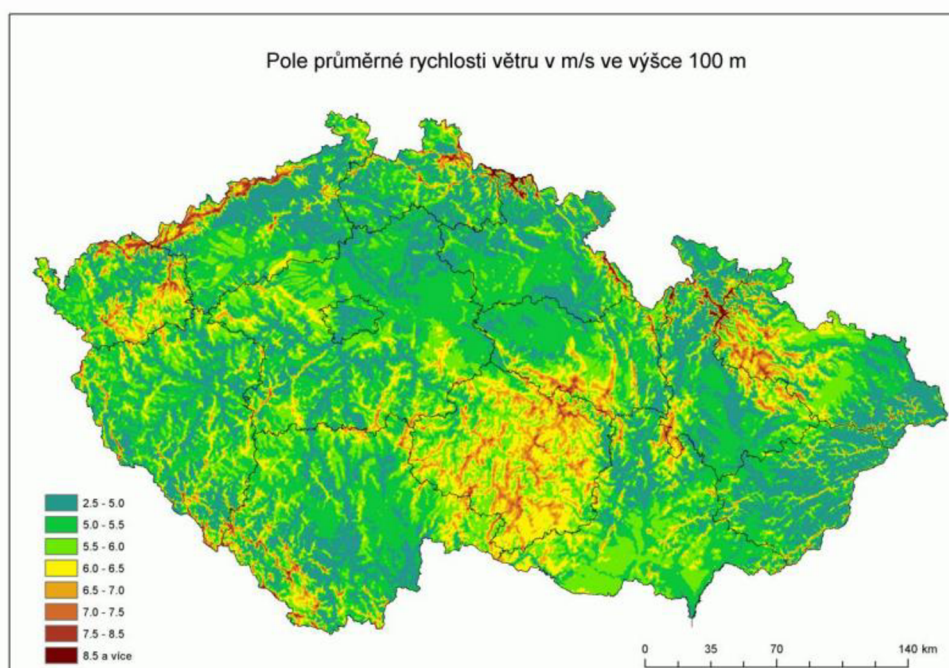 Pole průměrné rychlosti větru v m/s ve výšce 100 m
2.5 - 5.0
5.0 - 5.5
5.5 - 6.0
6.0 - 6.5
6.5 - 7.0
7.0 - 7.5
7.5 - 8.5
8.5 a více
0 35 70 140 km